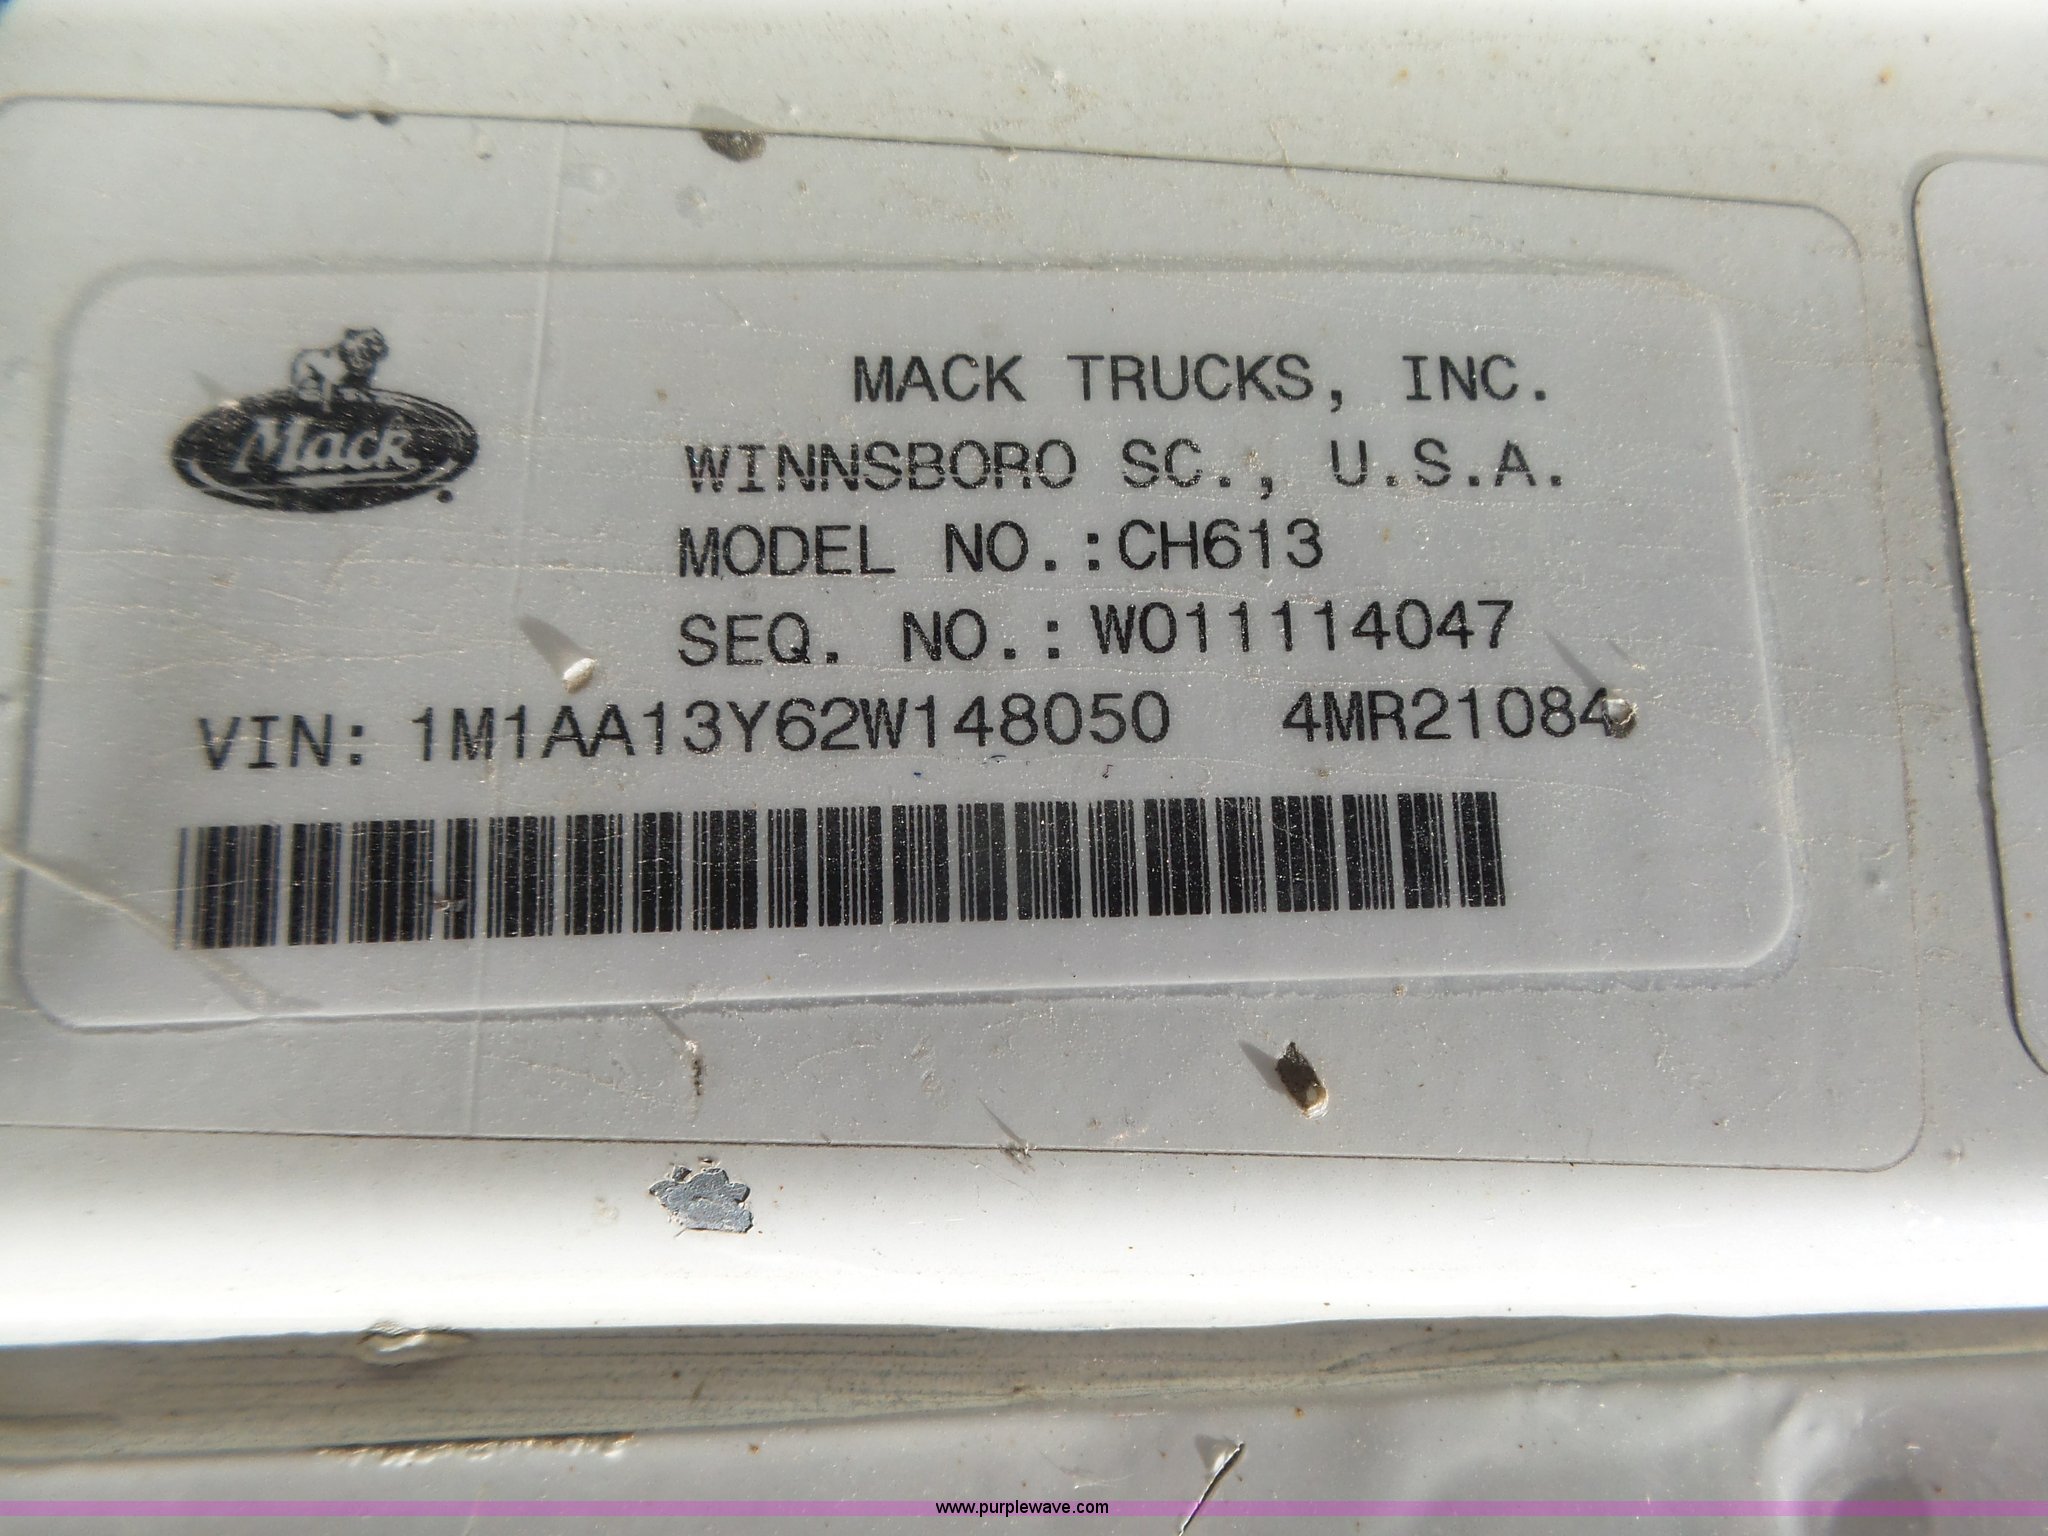 Mack
MACK TRUCKS, INC.
WINNSBORO SC., U.S.A.
MODEL NO.:CH613
SEQ. NO.: W011114047
VIN: 1M1AA13Y62W148050 4MR21084
www.purplewave.com